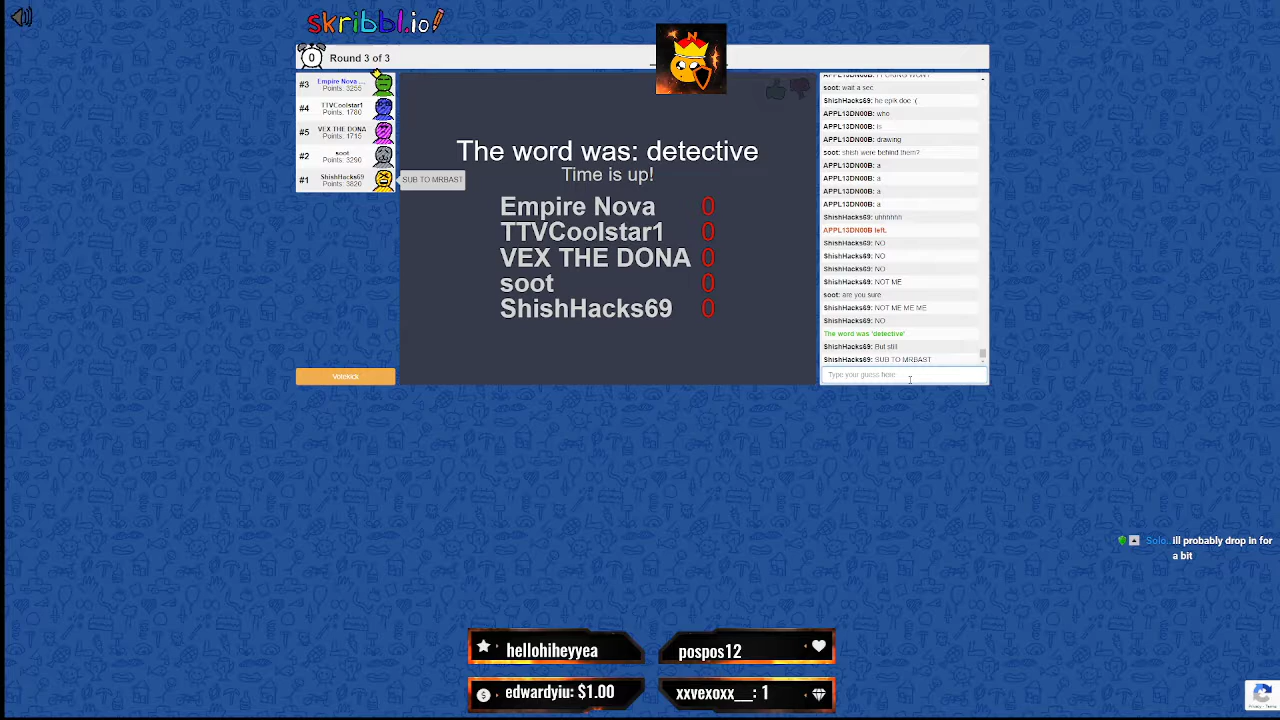 skribbl.io!
0
Round 3 of 3
N
#3
Empire Nova ...
Points: 3255
#4
TTVCoolstar1
Points: 1780
#5
VEX THE DONA
Points: 1715
#2
soot
Points: 3290
#1
ShishHacks69
Points: 3820
SUB TO MRBAST
Votekick
The word was: detective
Time is up!
Empire Nova 0
TTVCoolstar1 0
VEX THE DONA 0
soot 0
ShishHacks69 0
soot: wait a sec
ShishHacks69: he epik doe :(
APPL13DN00B: who
APPL13DN00B: is
APPL13DN00B: drawing
soot: shish were behind them?
APPL13DN00B: a
APPL13DN00B: a
APPL13DN00B: a
APPL13DN00B: a
ShishHacks69: uhhhhhh
APPL13DN00B left.
ShishHacks69: NO
ShishHacks69: NO
ShishHacks69: NO
ShishHacks69: NOT ME
soot: are you sure
ShishHacks69: NOT ME ME ME
ShishHacks69: NO
The word was 'detective'
ShishHacks69: But still
ShishHacks69: SUB TO MRBAST
Type your guess here...
Solo.. ill probably drop in for
a bit
hellohiheyyea
pospos12
edwardyiu: $1.00
xxvexoxx__: 1
Privacy - Terms